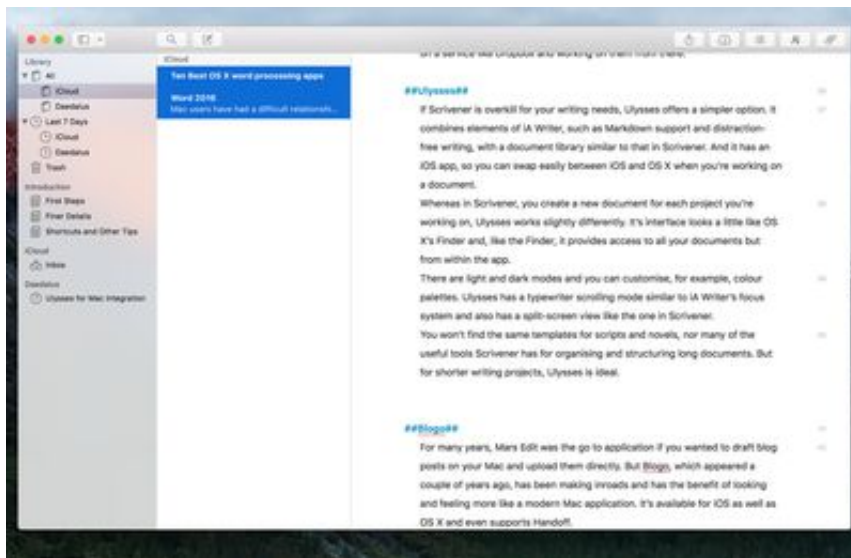 Library
All
iCloud
Daedalus
Last 7 Days
iCloud
Daedalus
Trash
Introduction
First Steps
Finer Details
Shortcuts and Other Tips
iCloud
Inbox
Daedalus
Ulysses for Mac Integration
iCloud
Ten Best OS X word processing apps
Word 2016
Mac users have had a difficult relationshi...
on a service like Dropbox and working on them from there.
##Ulysses##
If Scrivener is overkill for your writing needs, Ulysses offers a simpler option. It
combines elements of iA Writer, such as Markdown support and distraction-
free writing, with a document library similar to that in Scrivener. And it has an
iOS app, so you can swap easily between iOS and OS X when you're working on
a document.
Whereas in Scrivener, you create a new document for each project you're
working on, Ulysses works slightly differently. It's interface looks a little like OS
X's Finder and, like the Finder, it provides access to all your documents but
from within the app.
There are light and dark modes and you can customise, for example, colour
palettes. Ulysses has a typewriter scrolling mode similar to iA Writer's focus
system and also has a split-screen view like the one in Scrivener.
You won't find the same templates for scripts and novels, nor many of the
useful tools Scrivener has for organising and structuring long documents. But
for shorter writing projects, Ulysses is ideal.
##Blogo##
For many years, Mars Edit was the go to application if you wanted to draft blog
posts on your Mac and upload them directly. But Blogo, which appeared a
couple of years ago, has been making inroads and has the benefit of looking
and feeling more like a modern Mac application. It's available for iOS as well as
OS X and even supports Handoff.